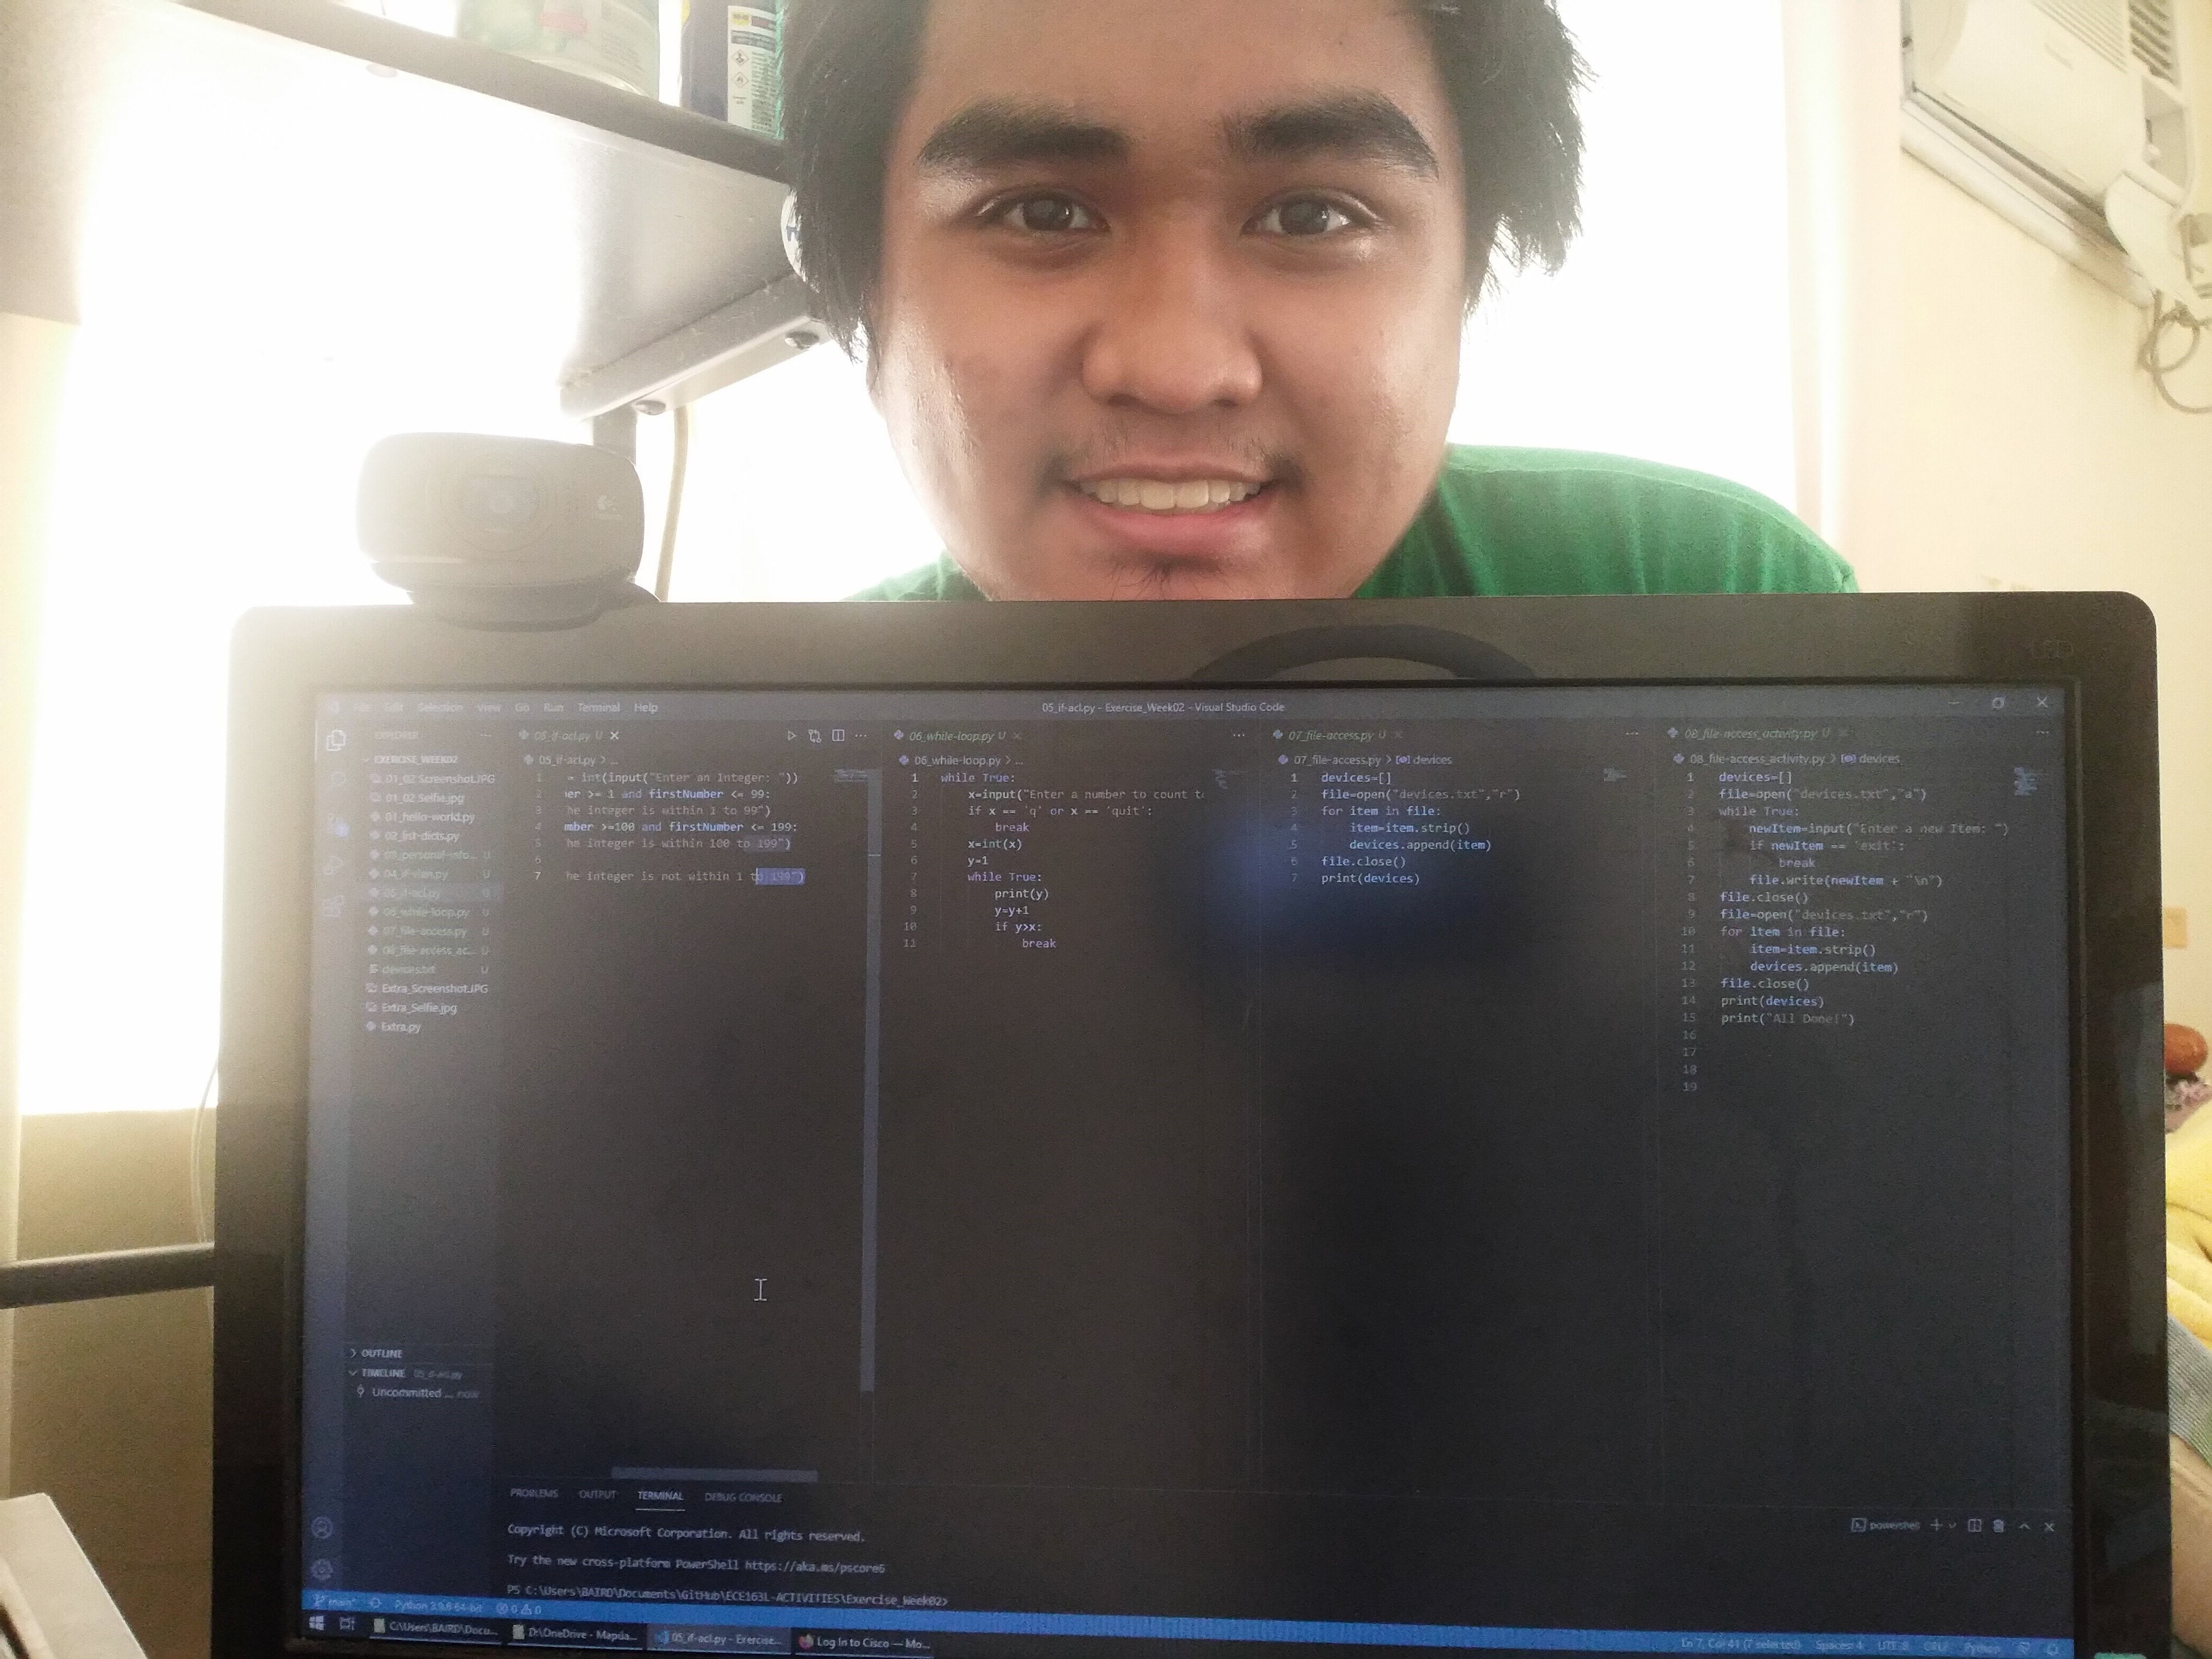 File Edit Selection View Go Run Terminal Help
05_if-acl.py - Exercise_Week02 - Visual Studio Code
EXPLORER
EXERCISE_WEEK02
01_02 Screenshot.JPG
01_02 Selfie.jpg
01_hello-world.py
02_list-dicts.py
03_personal-info... U
04_if-vlan.py U
05_if-acl.py U
06_while-loop.py U
07_file-access.py U
08_file-access_ac... U
devices.txt U
Extra_Screenshot.JPG
Extra_Selfie.jpg
Extra.py
OUTLINE
TIMELINE 05_if-acl.py
Uncommitted ... now
05_if-acl.py U
05_if-acl.py > ...
1 = int(input("Enter an Integer: "))
2 ber >= 1 and firstNumber <= 99:
3 he integer is within 1 to 99")
4 mber >=100 and firstNumber <= 199:
5 he integer is within 100 to 199")
6
7 he integer is not within 1 to 199")
06_while-loop.py U
06_while-loop.py > ...
1 while True:
2 x=input("Enter a number to count t
3 if x == 'q' or x == 'quit':
4 break
5 x=int(x)
6 y=1
7 while True:
8 print(y)
9 y=y+1
10 if y>x:
11 break
07_file-access.py U
07_file-access.py > devices
1 devices=[]
2 file=open("devices.txt","r")
3 for item in file:
4 item=item.strip()
5 devices.append(item)
6 file.close()
7 print(devices)
08_file-access_activity.py U
08_file-access_activity.py > devices
1 devices=[]
2 file=open("devices.txt","a")
3 while True:
4 newItem=input("Enter a new Item: ")
5 if newItem == 'exit':
6 break
7 file.write(newItem + "\n")
8 file.close()
9 file=open("devices.txt","r")
10 for item in file:
11 item=item.strip()
12 devices.append(item)
13 file.close()
14 print(devices)
15 print("All Done!")
16
17
18
19
PROBLEMS OUTPUT TERMINAL DEBUG CONSOLE
powershell
Copyright (C) Microsoft Corporation. All rights reserved.
Try the new cross-platform PowerShell https://aka.ms/pscore6
PS C:\Users\BAIRD\Documents\GitHub\ECE163L-ACTIVITIES\Exercise_Week02>
main* Python 3.9.6 64-bit 0 0
Ln 7, Col 41 (7 selected) Spaces: 4 UTF-8 CRLF Python
C:\Users\BAIRD\Docu... D:\OneDrive - Mapúa... 05_if-acl.py - Exercise... Log In to Cisco — Mo...